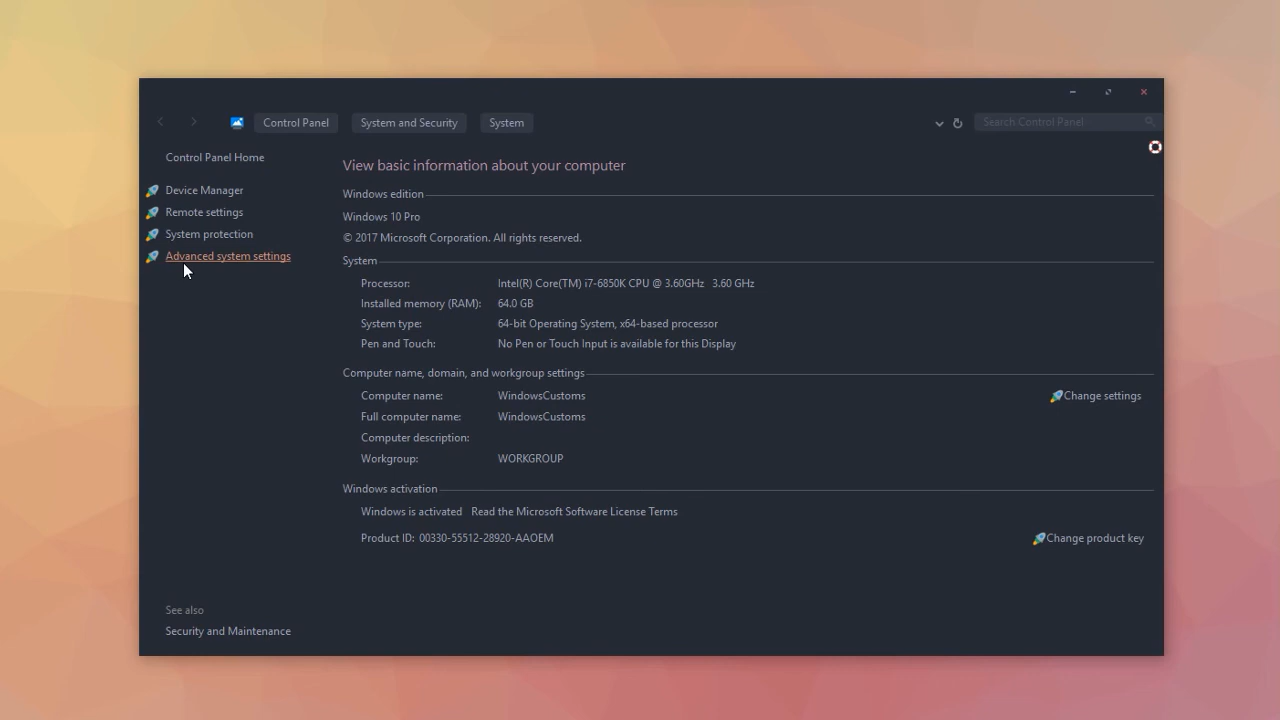 Control Panel System and Security System Search Control Panel
Control Panel Home
Device Manager
Remote settings
System protection
Advanced system settings
View basic information about your computer
Windows edition
Windows 10 Pro
© 2017 Microsoft Corporation. All rights reserved.
System
Processor: Intel(R) Core(TM) i7-6850K CPU @ 3.60GHz 3.60 GHz
Installed memory (RAM): 64.0 GB
System type: 64-bit Operating System, x64-based processor
Pen and Touch: No Pen or Touch Input is available for this Display
Computer name, domain, and workgroup settings
Computer name: WindowsCustoms Change settings
Full computer name: WindowsCustoms
Computer description:
Workgroup: WORKGROUP
Windows activation
Windows is activated Read the Microsoft Software License Terms
Product ID: 00330-55512-28920-AAOEM Change product key
See also
Security and Maintenance